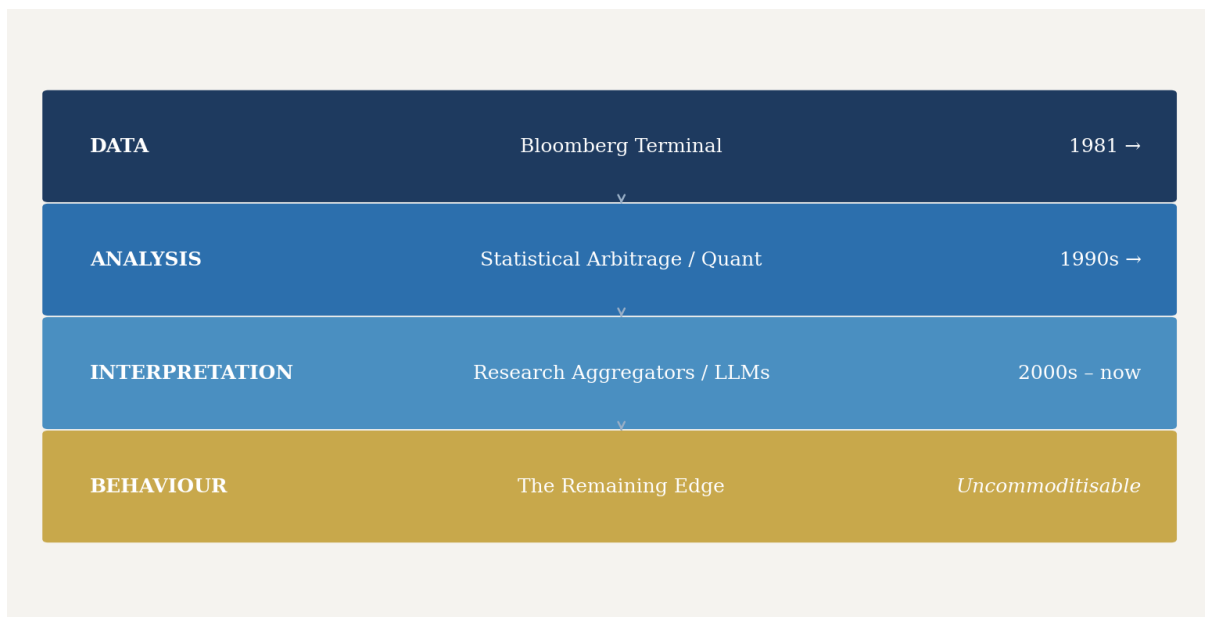 DATA Bloomberg Terminal 1981 →
ANALYSIS Statistical Arbitrage / Quant 1990s →
INTERPRETATION Research Aggregators / LLMs 2000s – now
BEHAVIOUR The Remaining Edge Uncommoditisable